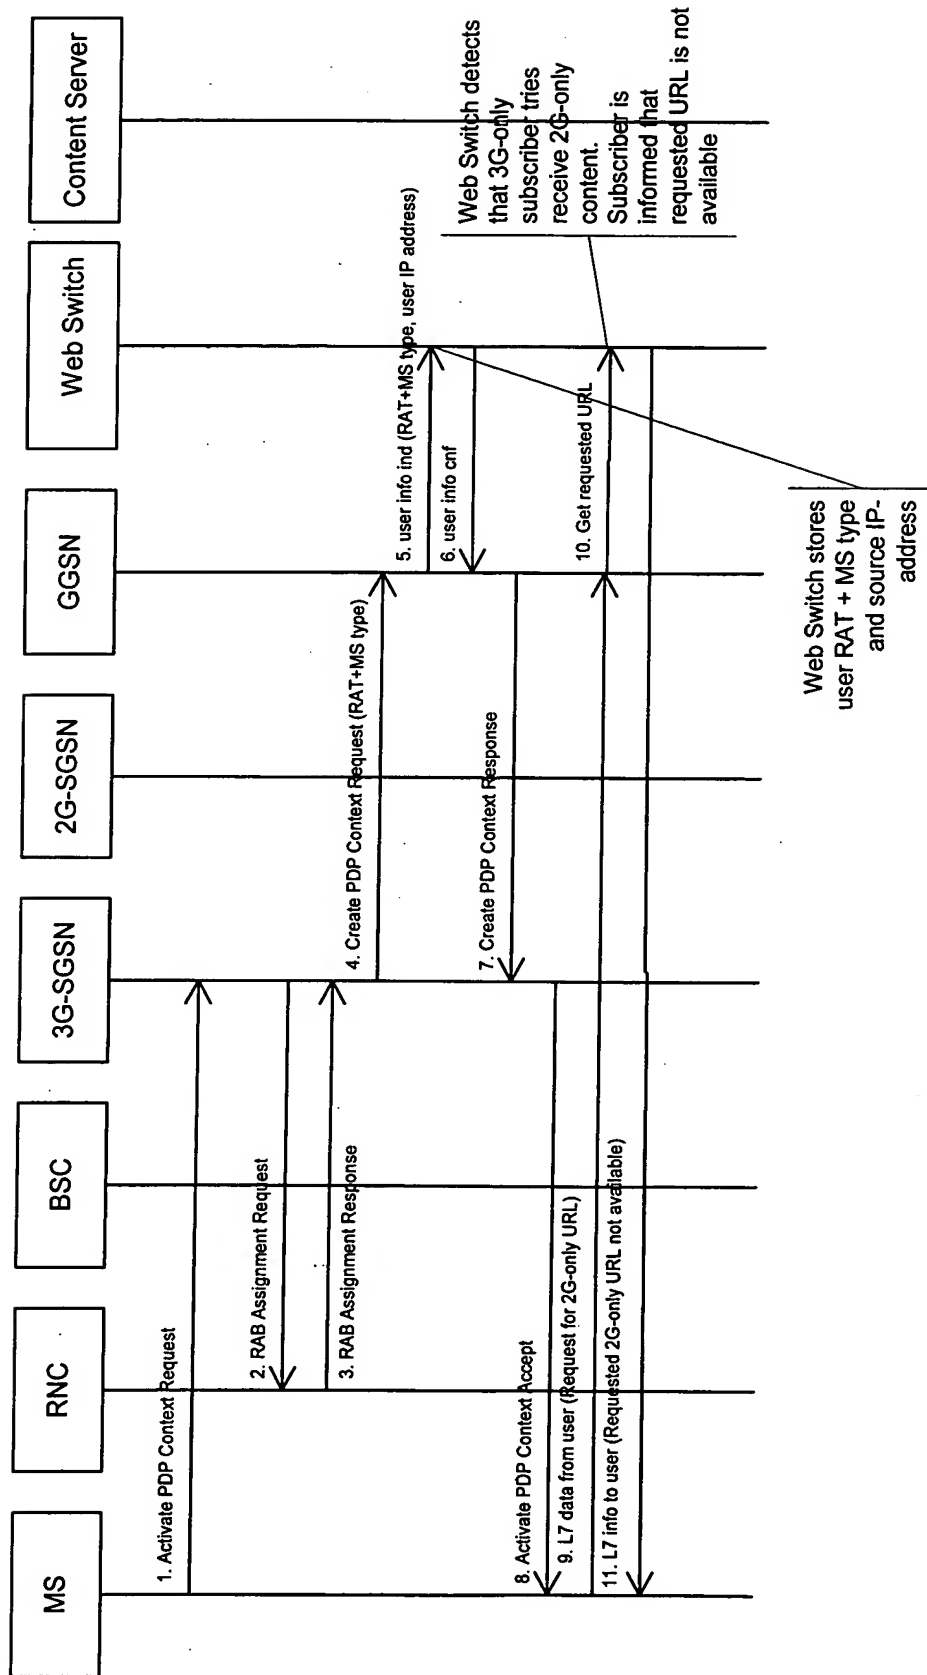 MS
RNC
BSC
3G-SGSN
2G-SGSN
GGSN
Web Switch
Content Server
1. Activate PDP Context Request
2. RAB Assignment Request
3. RAB Assignment Response
4. Create PDP Context Request (RAT+MS type)
5. user info ind (RAT+MS type, user IP address)
6. user info cnf
7. Create PDP Context Response
8. Activate PDP Context Accept
9. L7 data from user (Request for 2G-only URL)
10. Get requested URL
11. L7 info to user (Requested 2G-only URL not available)
Web Switch detects
that 3G-only
subscriber tries
receive 2G-only
content.
Subscriber is
informed that
requested URL is not
available
Web Switch stores
user RAT + MS type
and source IP-
address